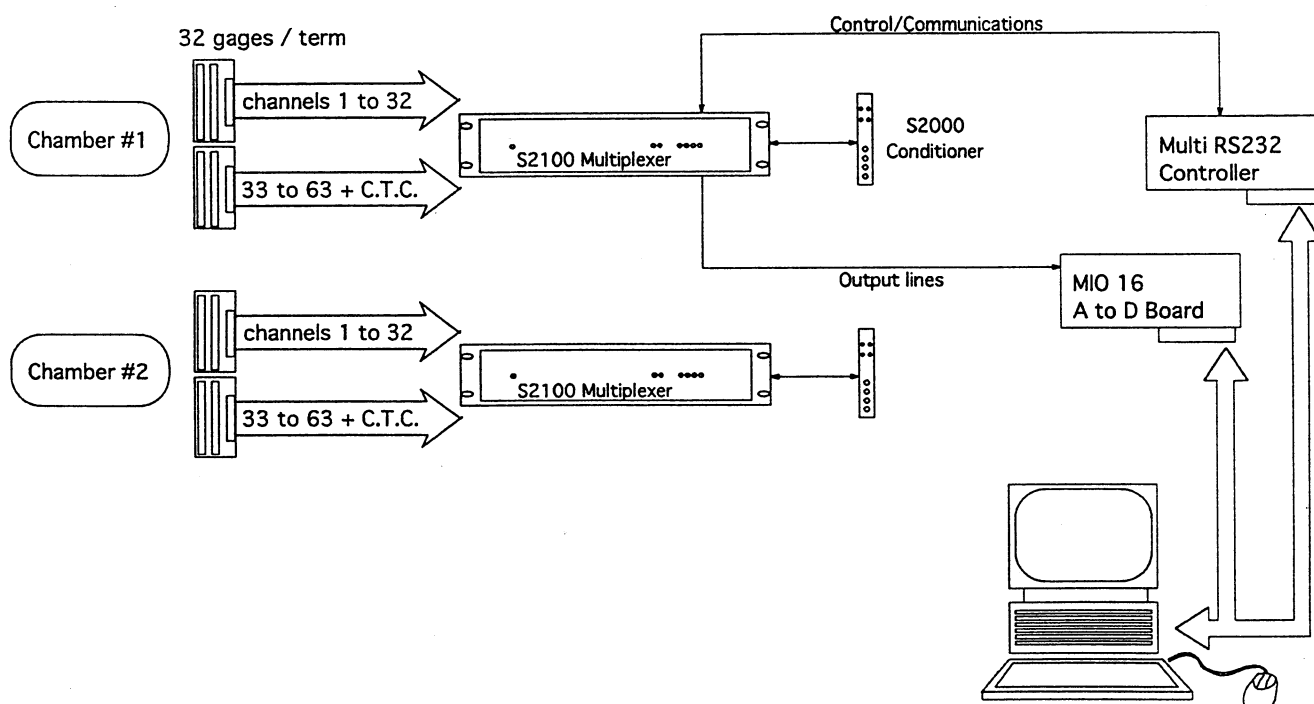 32 gages / term
Control/Communications
channels 1 to 32
Chamber #1
S2100 Multiplexer
33 to 63 + C.T.C.
S2000
Conditioner
Multi RS232
Controller
Output lines
MIO 16
A to D Board
channels 1 to 32
Chamber #2
S2100 Multiplexer
33 to 63 + C.T.C.